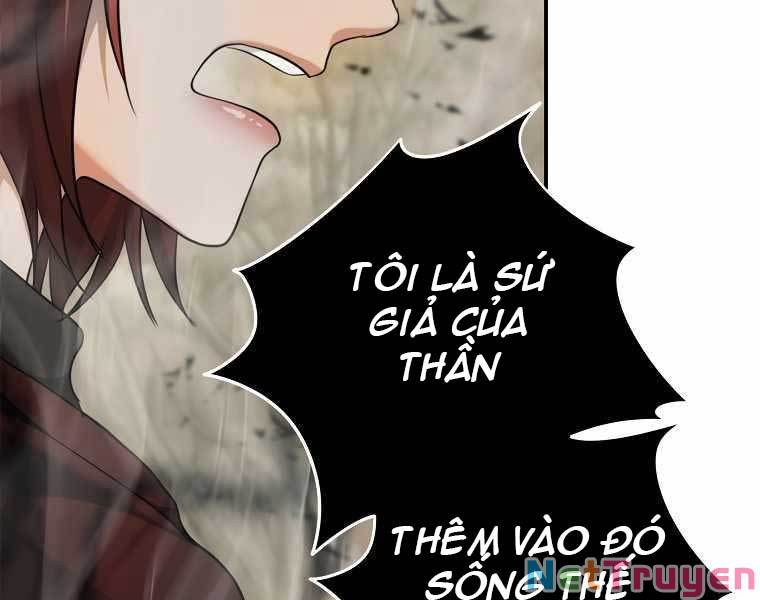 TÔI LÀ SỨ
GIẢ CỦA
THẦN
THÊM VÀO ĐÓ
SỐNG THẾ
NetTruyen